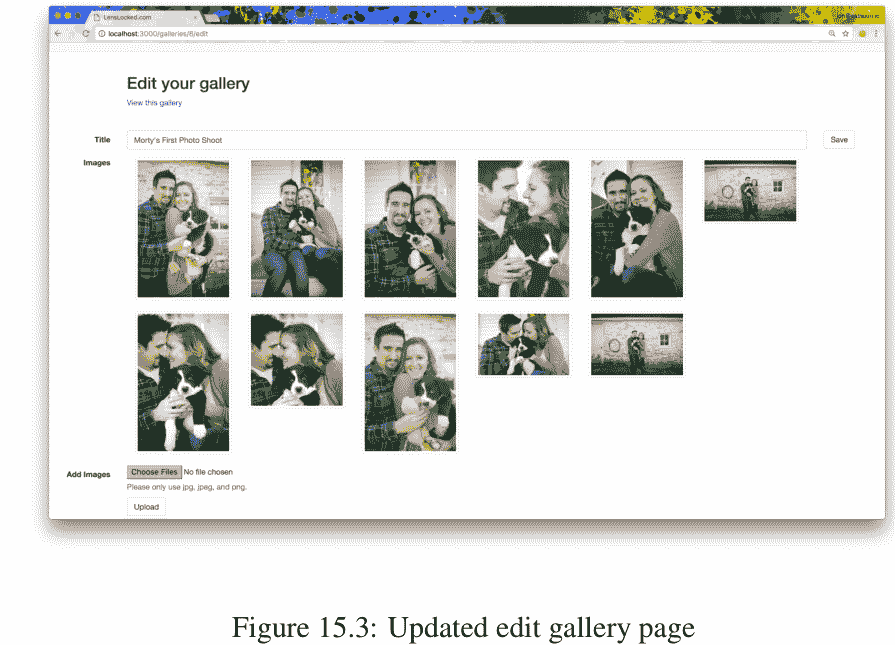 LensLocked.com
localhost:3000/galleries/6/edit
Edit your gallery
View this gallery
Title
Morty's First Photo Shoot
Save
Images
Add Images
Choose Files No file chosen
Please only use jpg, jpeg, and png.
Upload
Figure 15.3: Updated edit gallery page